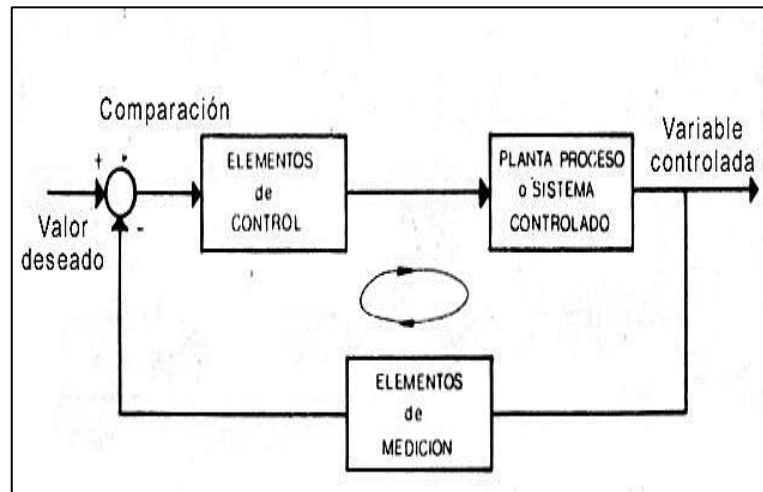 Comparación
+
-
Valor
deseado
ELEMENTOS
de
CONTROL
PLANTA PROCESO
o SISTEMA
CONTROLADO
Variable
controlada
ELEMENTOS
de
MEDICION